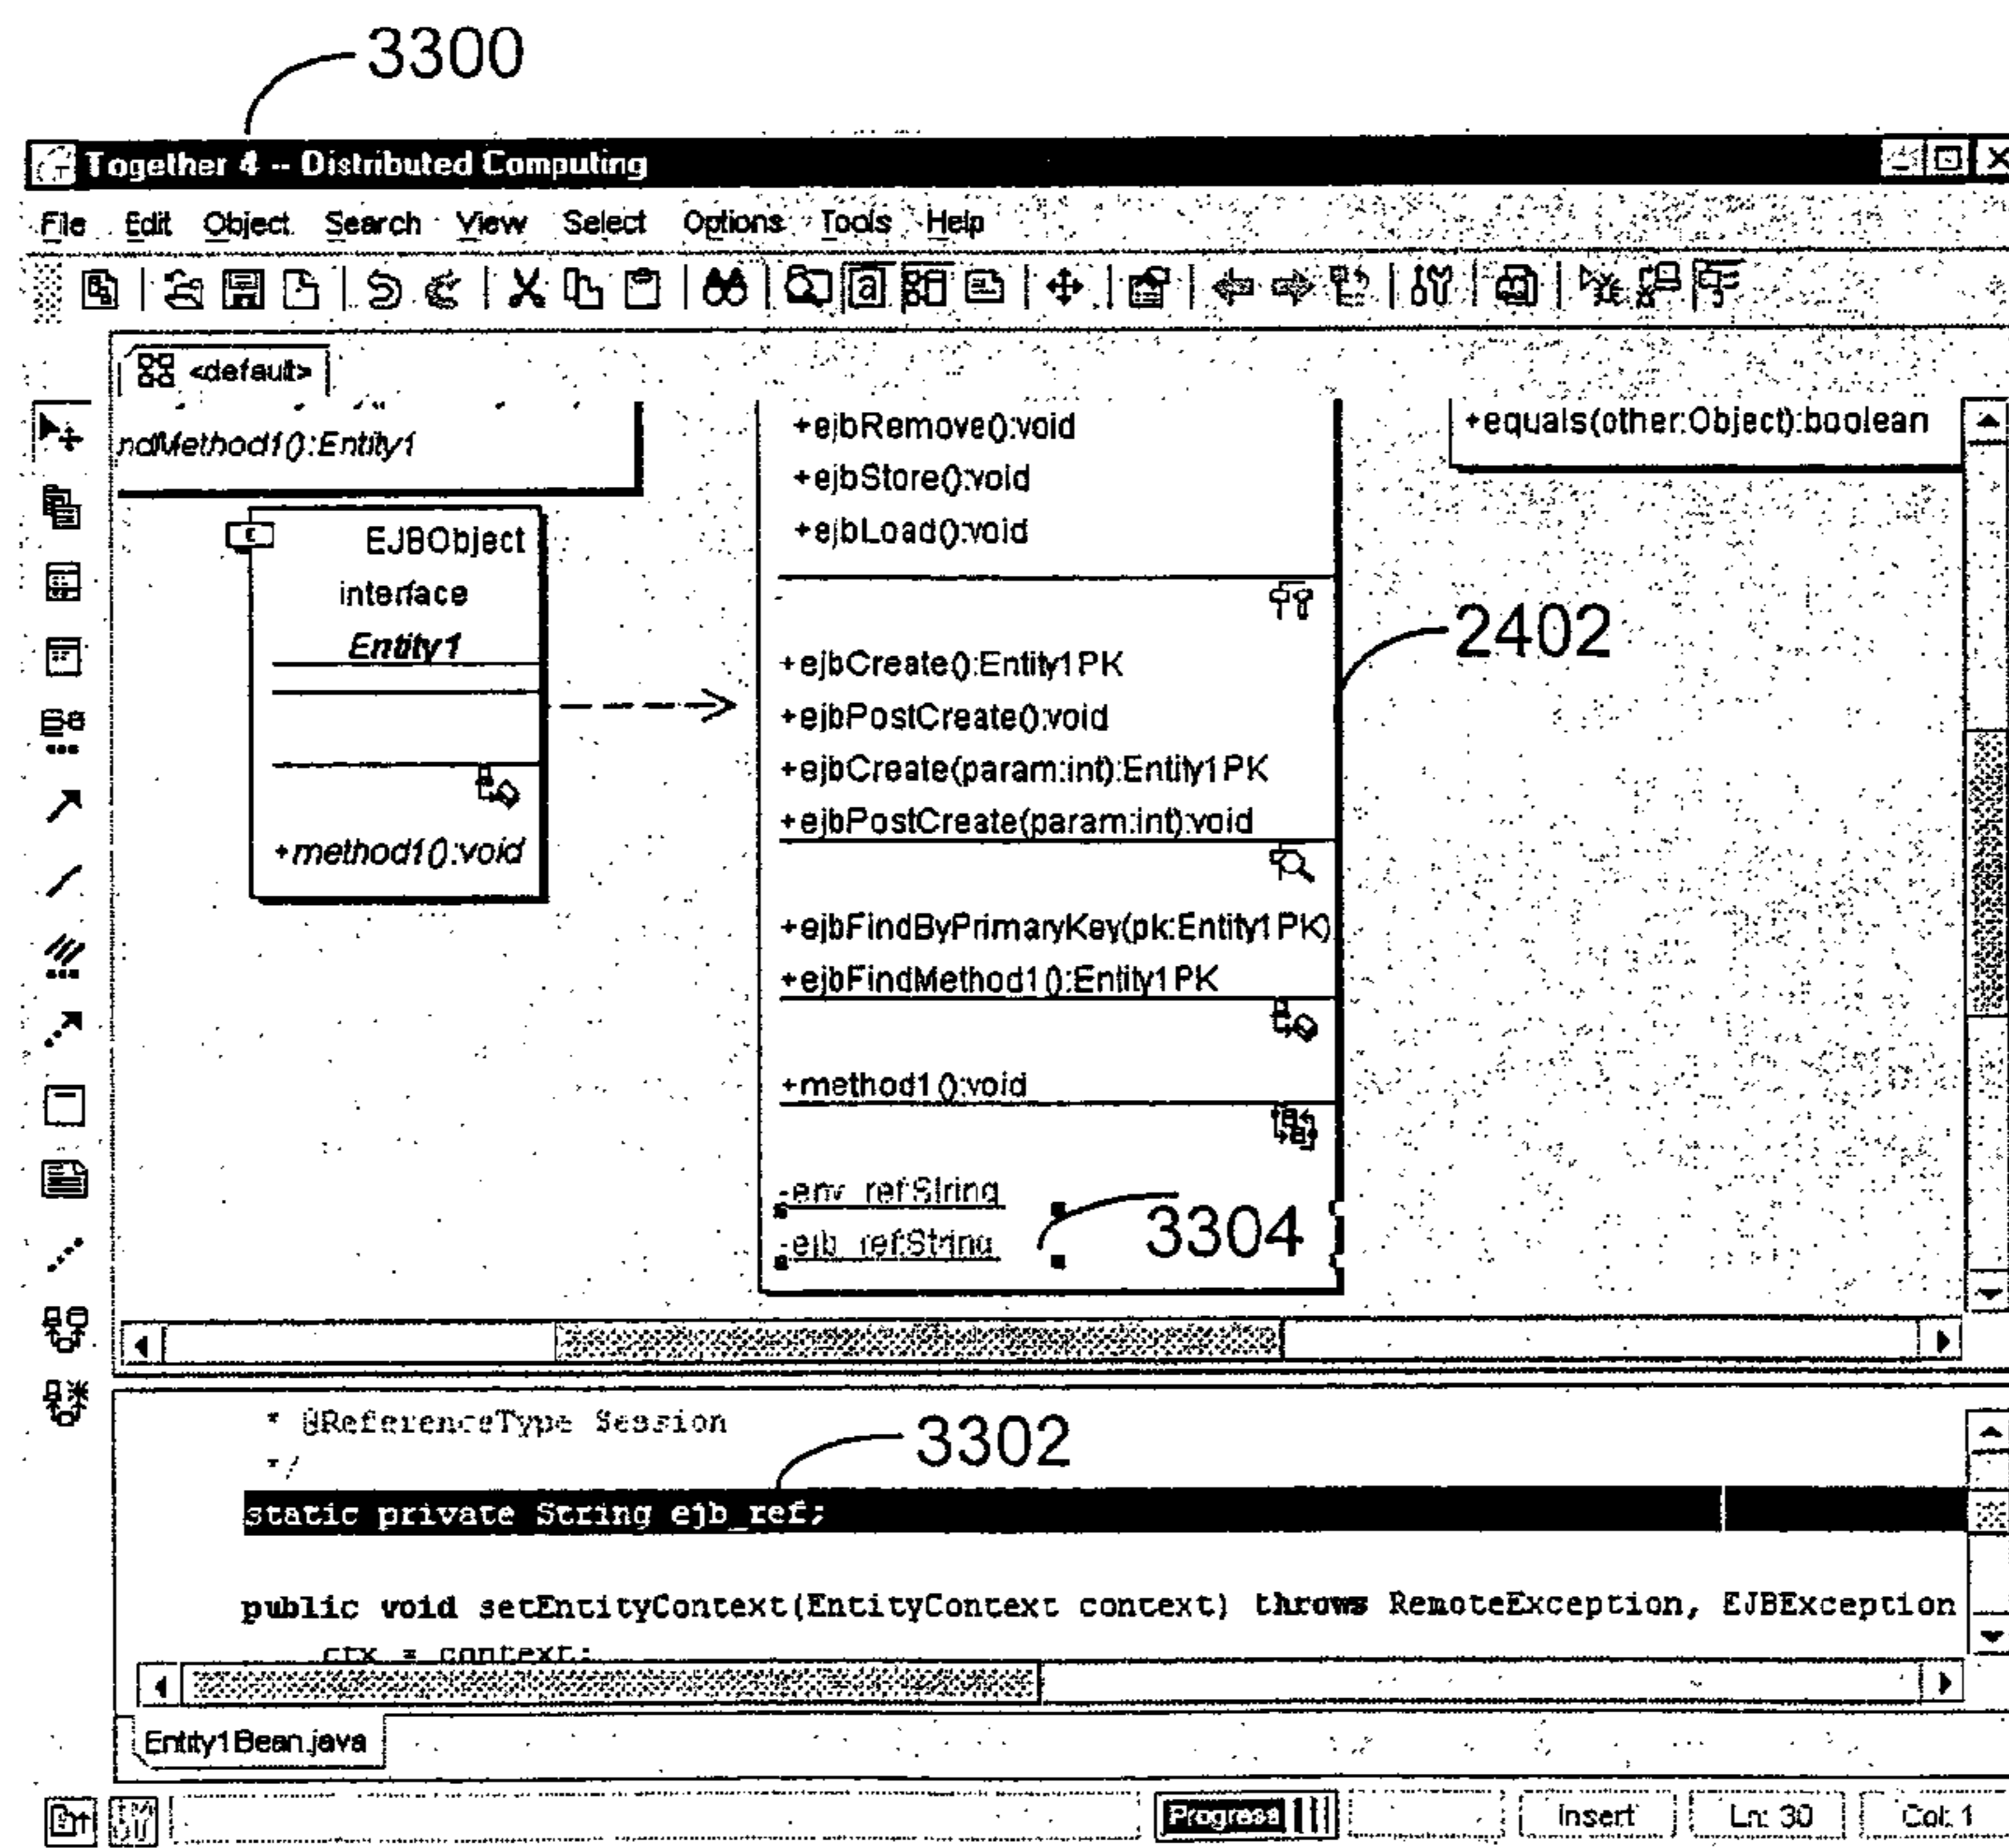 3300
Together 4 -- Distributed Computing
File Edit Object Search View Select Options Tools Help
<default>
ndMethod1():Entity1
EJBObject
interface
Entity1
+method1():void
+ejbRemove():void
+ejbStore():void
+ejbLoad():void
+ejbCreate():Entity1PK
+ejbPostCreate():void
+ejbCreate(param:int):Entity1PK
+ejbPostCreate(param:int):void
+ejbFindByPrimaryKey(pk:Entity1PK)
+ejbFindMethod1():Entity1PK
+method1():void
-env_ref:String
-ejb_ref:String
3304
2402
+equals(other:Object):boolean
* @ReferenceType Session
*/
3302
static private String ejb_ref;
public void setEntityContext(EntityContext context) throws RemoteException, EJBException
ctx = context;
Entity1Bean.java
Progress
Insert
Ln: 30
Col: 1